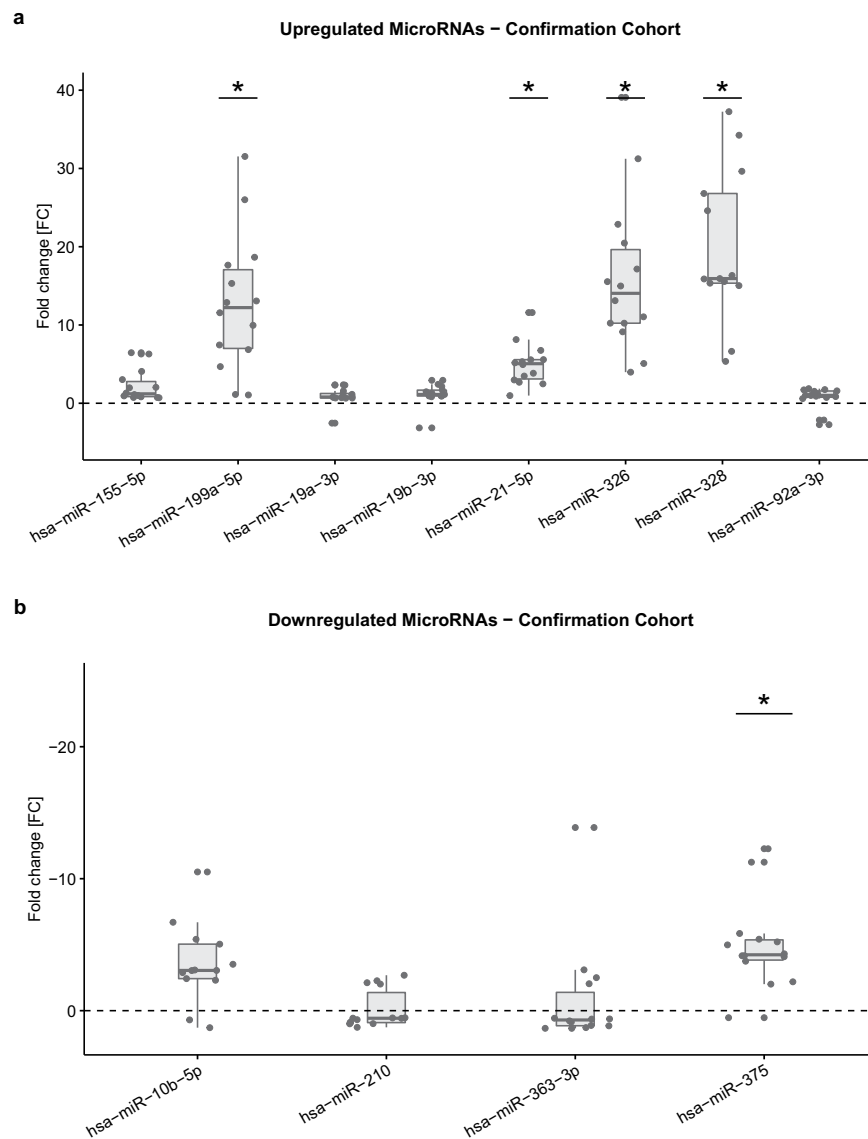 a
Upregulated MicroRNAs − Confirmation Cohort
Fold change [FC]
40
30
20
10
0
* * * *
hsa−miR−155−5p
hsa−miR−199a−5p
hsa−miR−19a−3p
hsa−miR−19b−3p
hsa−miR−21−5p
hsa−miR−326
hsa−miR−328
hsa−miR−92a−3p
b
Downregulated MicroRNAs − Confirmation Cohort
Fold change [FC]
−20
−10
0
*
hsa−miR−10b−5p
hsa−miR−210
hsa−miR−363−3p
hsa−miR−375